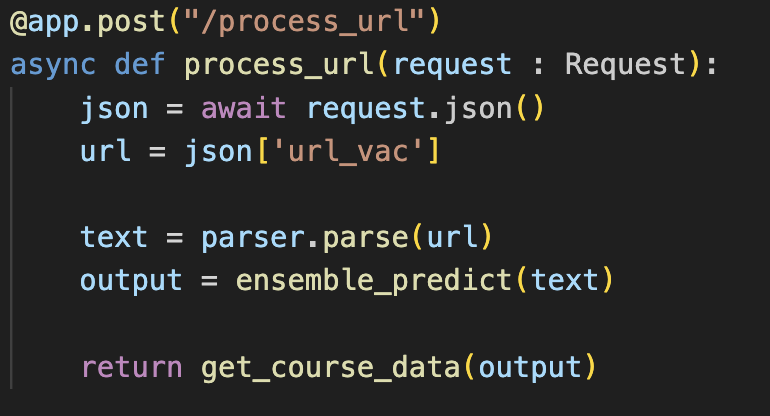 @app.post("/process_url")
async def process_url(request : Request):
    json = await request.json()
    url = json['url_vac']

    text = parser.parse(url)
    output = ensemble_predict(text)

    return get_course_data(output)